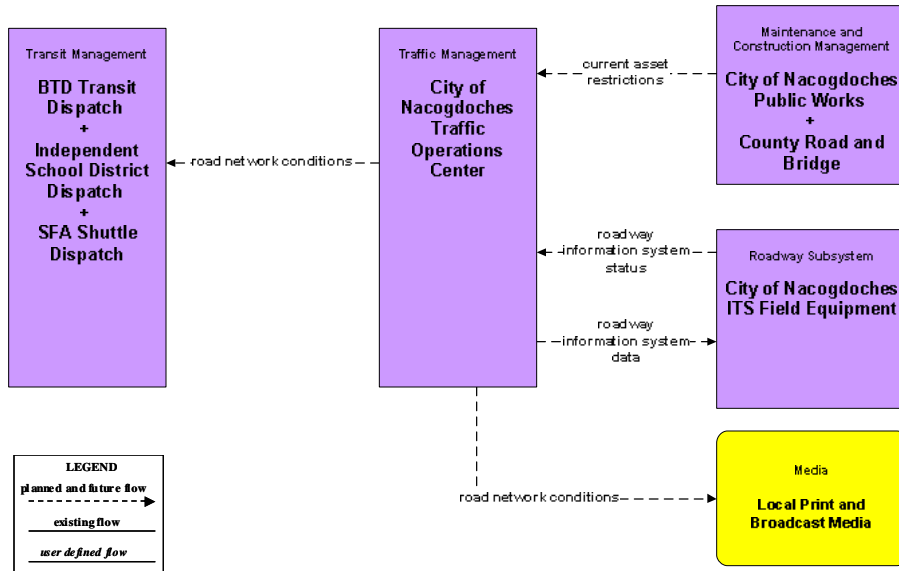 Transit Management
BTD Transit
Dispatch
+
Independent
School District
Dispatch
+
SFA Shuttle
Dispatch
road network conditions
Traffic Management
City of
Nacogdoches
Traffic
Operations
Center
current asset
restrictions
Maintenance and
Construction Management
City of Nacogdoches
Public Works
+
County Road and
Bridge
roadway
information system
status
roadway
information system
data
Roadway Subsystem
City of Nacogdoches
ITS Field Equipment
road network conditions
Media
Local Print and
Broadcast Media
LEGEND
planned and future flow
existing flow
user defined flow